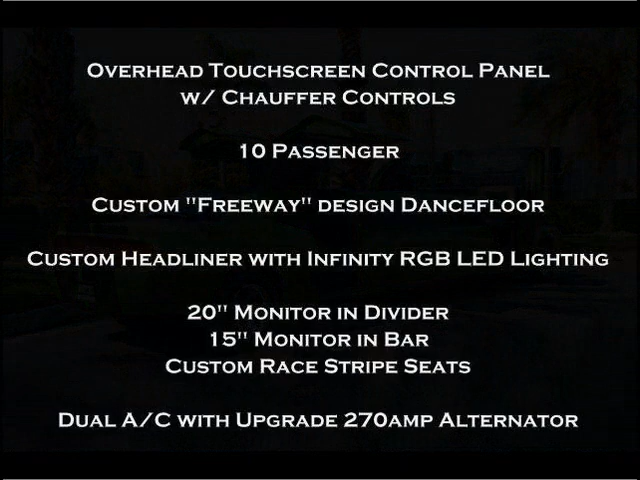 Overhead Touchscreen Control Panel
w/ Chauffer Controls
10 Passenger
Custom "Freeway" design Dancefloor
Custom Headliner with Infinity RGB LED Lighting
20" Monitor in Divider
15" Monitor in Bar
Custom Race Stripe Seats
Dual A/C with Upgrade 270amp Alternator